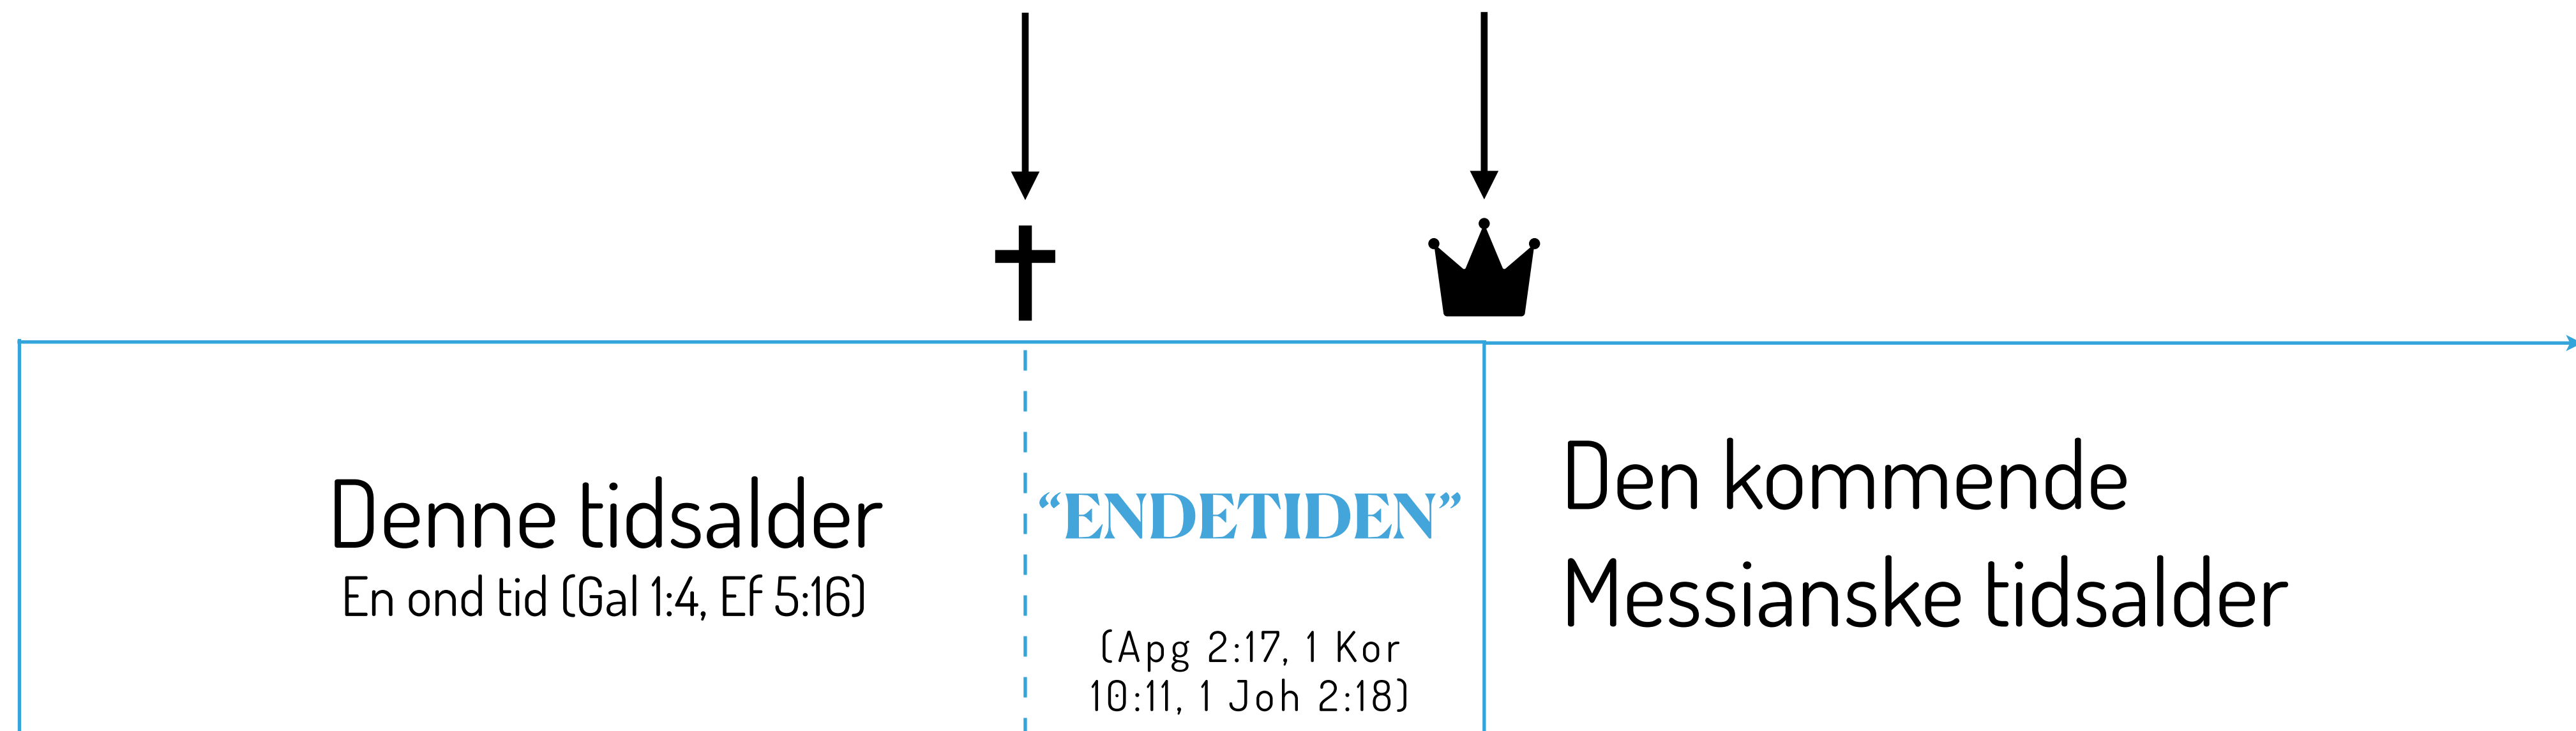 Denne tidsalder
En ond tid (Gal 1:4, Ef 5:16)
“ENDETIDEN”
(Apg 2:17, 1 Kor
10:11, 1 Joh 2:18)
Den kommende
Messianske tidsalder